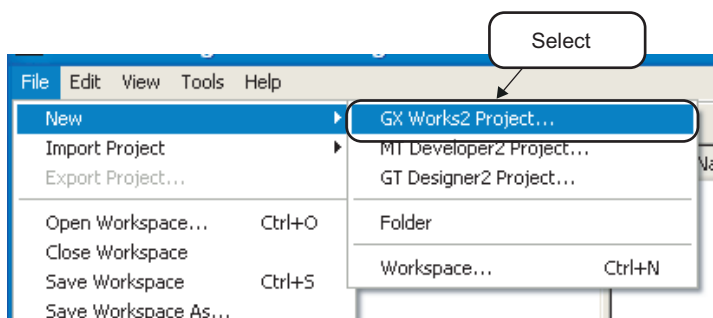 Select
File Edit View Tools Help
New
Import Project
Export Project...
Open Workspace... Ctrl+O
Close Workspace
Save Workspace Ctrl+S
Save Workspace As...
GX Works2 Project...
MT Developer2 Project...
GT Designer2 Project...
Folder
Workspace... Ctrl+N